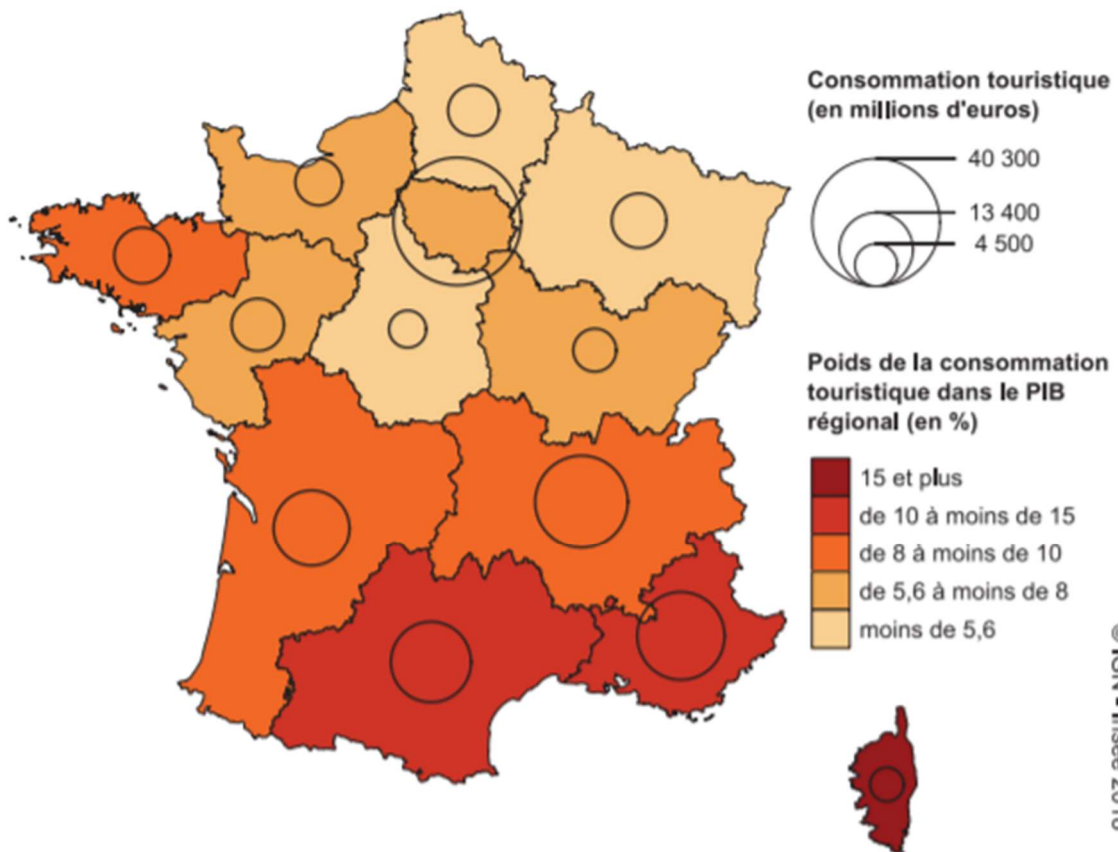 Consommation touristique
(en millions d'euros)
40 300
13 400
4 500
Poids de la consommation
touristique dans le PIB
régional (en %)
15 et plus
de 10 à moins de 15
de 8 à moins de 10
de 5,6 à moins de 8
moins de 5,6